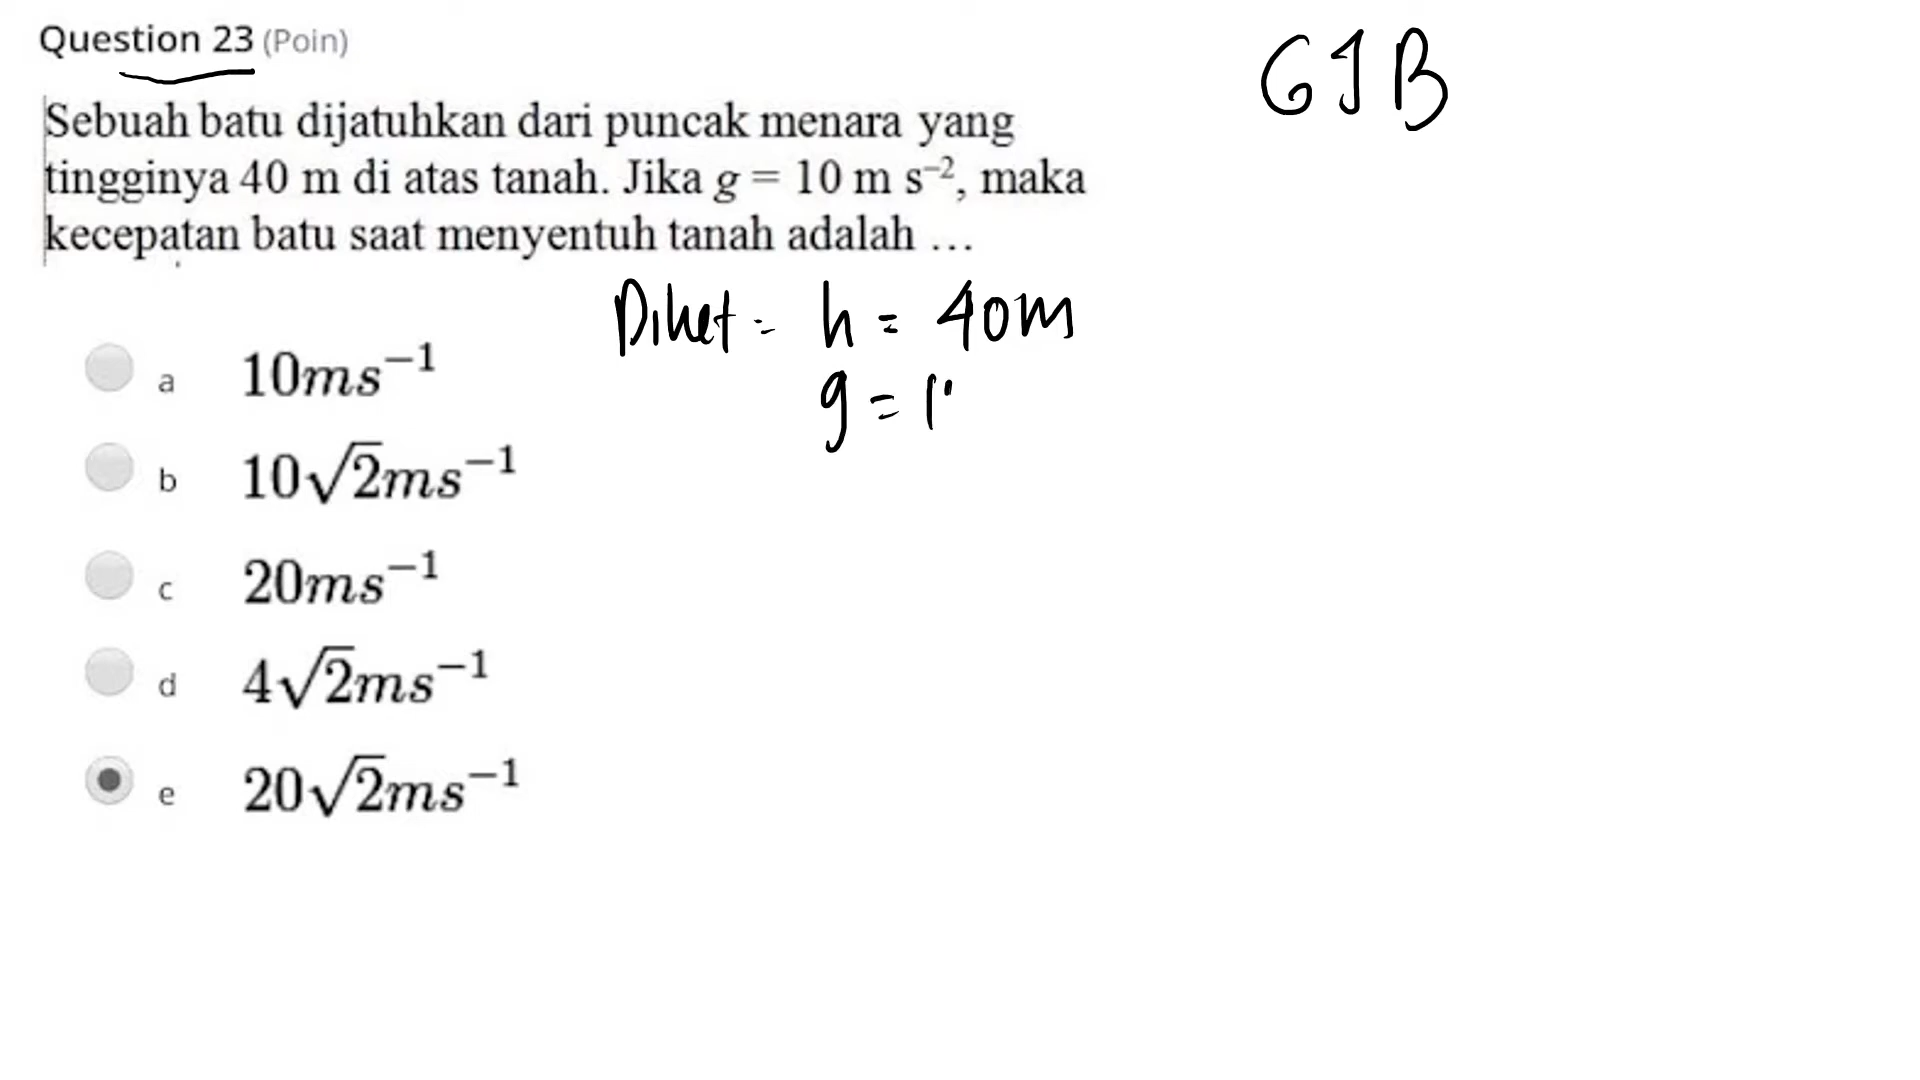 Question 23 (Poin)
GJB
Sebuah batu dijatuhkan dari puncak menara yang
tingginya 40 m di atas tanah. Jika g = 10 m s⁻², maka
kecepatan batu saat menyentuh tanah adalah …
Diket = h = 40m
g = 1
a 10ms⁻¹
b 10√2ms⁻¹
c 20ms⁻¹
d 4√2ms⁻¹
e 20√2ms⁻¹